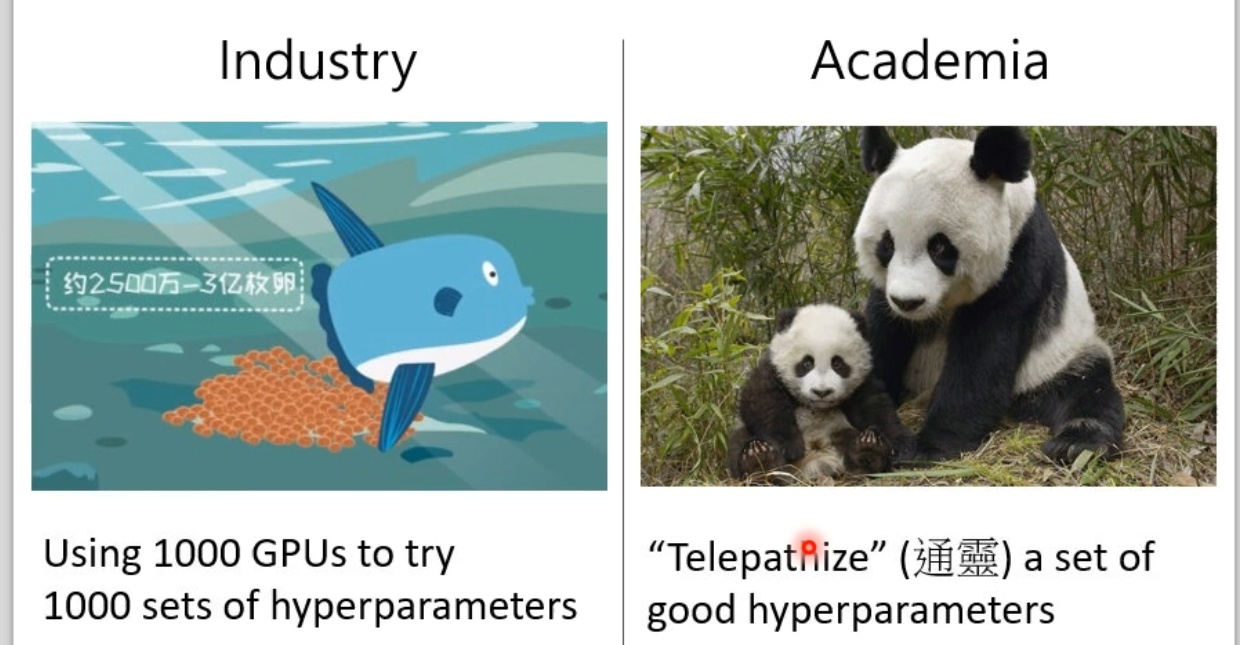 Industry
Academia
约2500万-3亿枚卵
Using 1000 GPUs to try
1000 sets of hyperparameters
“Telepathize” (通靈) a set of
good hyperparameters